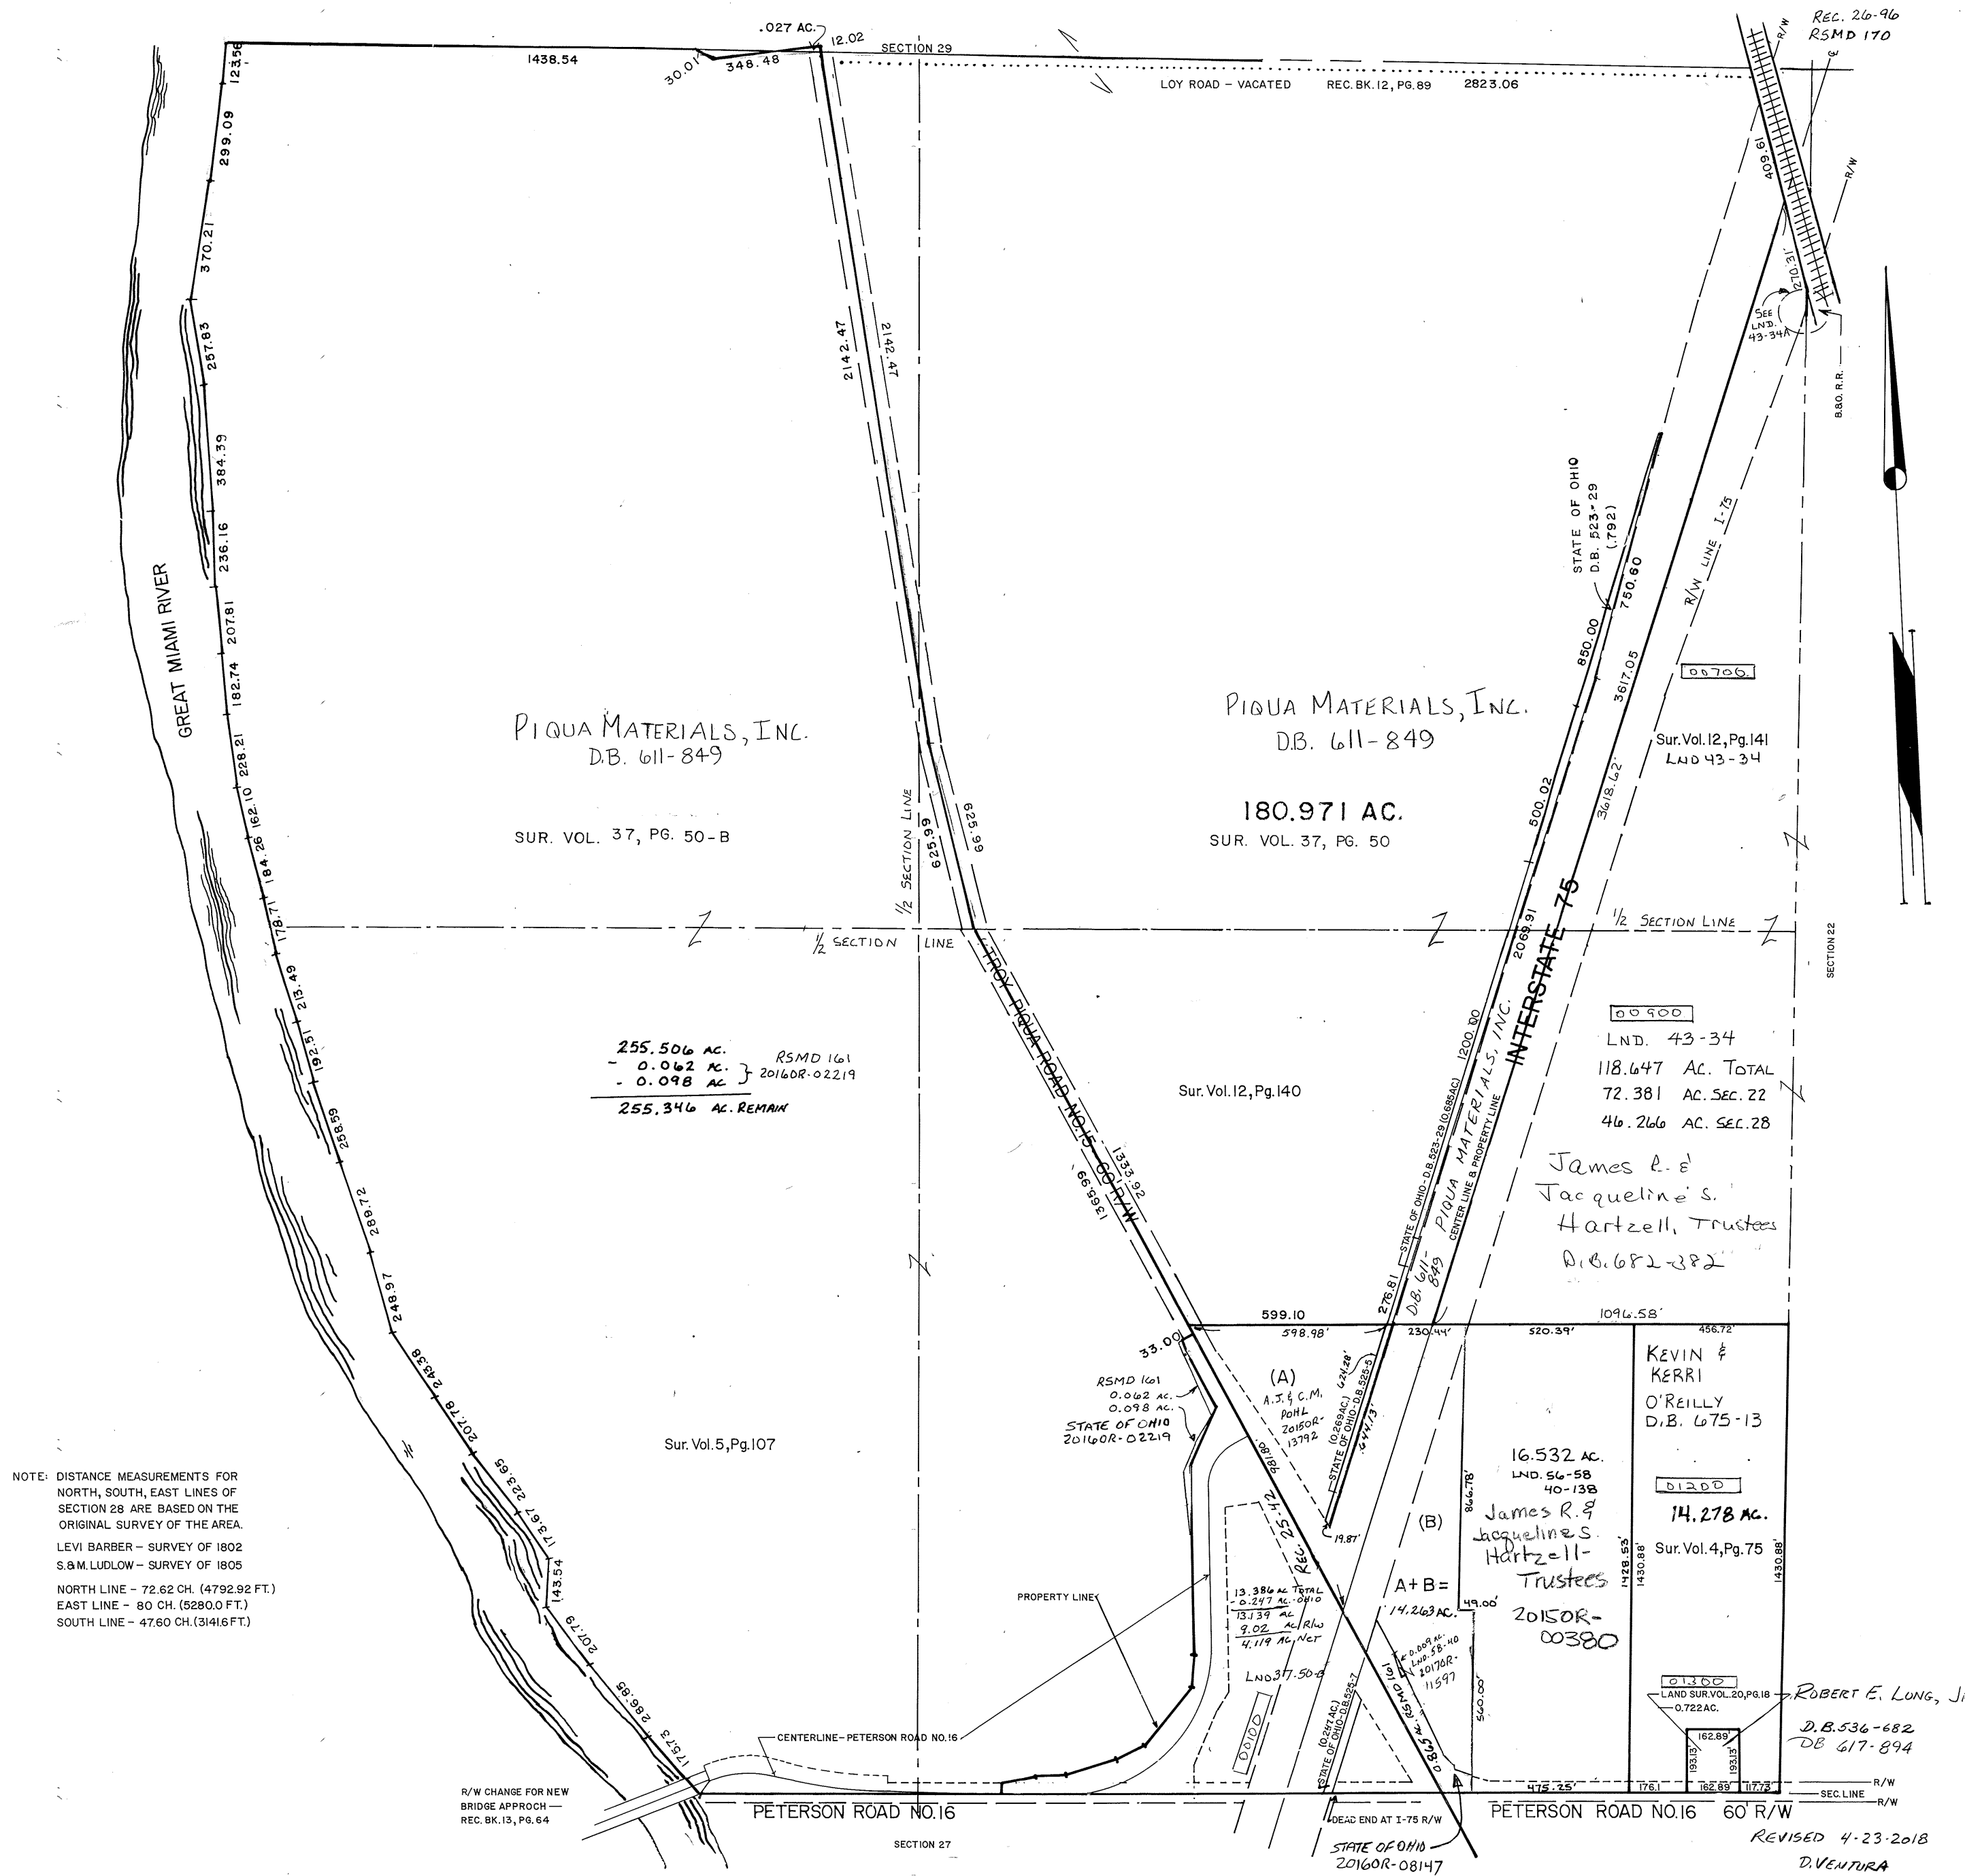 REC. 26-96
RSMD 170
.027 AC.
12.02
SECTION 29
R/W
123.56
1438.54
30.01
348.48
LOY ROAD – VACATED REC.BK.12, PG.89 2823.06
299.09
409.61
R/W
370.21
270.31'
SEE
LND.
43-34A
257.83
2142.47
2142.47
B.&O. R.R.
384.39
STATE OF OHIO
D.B. 523-29
(.792)
236.16
R/W LINE I-75
750.60
GREAT MIAMI RIVER
207.81
850.00
182.74
3617.05
00700
PIQUA MATERIALS, INC.
D.B. 611-849
PIQUA MATERIALS, INC.
D.B. 611-849
Sur.Vol.12,Pg.141
LND 43-34
228.21
3618.62'
162.10
500.02
180.971 AC.
SUR. VOL. 37, PG. 50-B
SUR. VOL. 37, PG. 50
625.99
625.99
1/2 SECTION LINE
184.26
178.71
1/2 SECTION LINE
1/2 SECTION LINE
2069.91
INTERSTATE 75
SECTION 22
213.49
TROY PIQUA ROAD NO.15 – 60' R/W
00900
LND. 43-34
118.647 AC. TOTAL
72.381 AC. SEC. 22
46.266 AC. SEC. 28
192.51
255.506 AC.
- 0.062 AC.
- 0.098 AC
RSMD 161
20160R-02219
255.346 AC. REMAIN
1200.00
Sur.Vol.12,Pg.140
PIQUA MATERIALS, INC.
D.B. 611-
849
CENTER LINE & PROPERTY LINE
STATE OF OHIO-D.B.523-29 (0.685AC.)
258.59
1333.92
1365.99
James R. &
Jacqueline S.
Hartzell, Trustees
D.B. 682-382
289.72
248.97
276.81
599.10
1096.58'
598.98'
230.44'
520.39'
456.72'
33.00
243.38
RSMD 161
0.062 AC.
0.098 AC.
STATE OF OHIO
20160R-02219
(A)
A.J. & C.M.
POHL
20150R-
13792
624.28'
(0.269AC.)
STATE OF OHIO-D.B.525-5
644.13'
KEVIN &
KERRI
O'REILLY
D.B. 675-13
207.78
Sur.Vol.5,Pg.107
981.80'
223.65
16.532 AC.
LND. 56-58
40-138
James R. &
Jacqueline S.
Hartzell-
Trustees
20150R-
00380
866.78'
01200
14.278 AC.
Sur.Vol.4,Pg.75
NOTE: DISTANCE MEASUREMENTS FOR
NORTH, SOUTH, EAST LINES OF
SECTION 28 ARE BASED ON THE
ORIGINAL SURVEY OF THE AREA.
LEVI BARBER – SURVEY OF 1802
S.& M. LUDLOW – SURVEY OF 1805
NORTH LINE – 72.62 CH. (4792.92 FT.)
EAST LINE – 80 CH. (5280.0 FT.)
SOUTH LINE – 47.60 CH.(3141.6 FT.)
173.67
REC. 25-42
(B)
19.87'
1428.53'
1430.88'
1430.88'
143.54
PROPERTY LINE
13.386 AC TOTAL
- 0.247 AC. OHIO
13.139 AC
9.02 AC/R/W
4.119 AC, NET
A + B =
14.263 AC.
49.00'
207.79
LND 37.50-B
0.009 AC.
LND. 58-40
20170R-
11597
560.00'
286.85
00100
(0.247 AC.)
STATE OF OHIO-D.B.525-7
0.865 AC. RSMD 161
01300
LAND SUR.VOL.20,PG.18
0.722AC.
ROBERT E. LUNG, J
D.B.536-682
DB 617-894
175.73
CENTERLINE–PETERSON ROAD NO.16
162.89'
193.13'
193.13'
R/W CHANGE FOR NEW
BRIDGE APPROCH
REC. BK.13, PG. 64
475.25'
176.1
162.89
117.73
R/W
SEC. LINE
R/W
PETERSON ROAD NO.16
PETERSON ROAD NO.16 60' R/W
DEAD END AT I-75 R/W
SECTION 27
STATE OF OHIO
20160R-08147
REVISED 4-23-2018
D.VENTURA